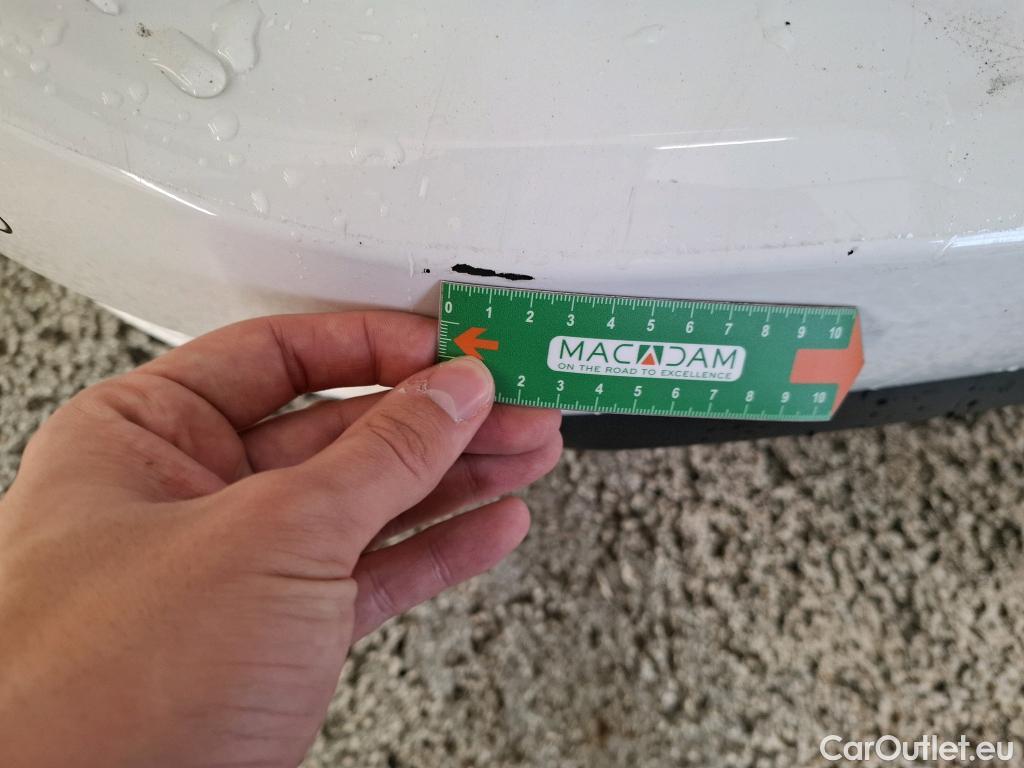 0 1 2 3 4 5 6 7 8 9 10
MACADAM
ON THE ROAD TO EXCELLENCE
2 3 4 5 6 7 8 9 10
CarOutlet.eu